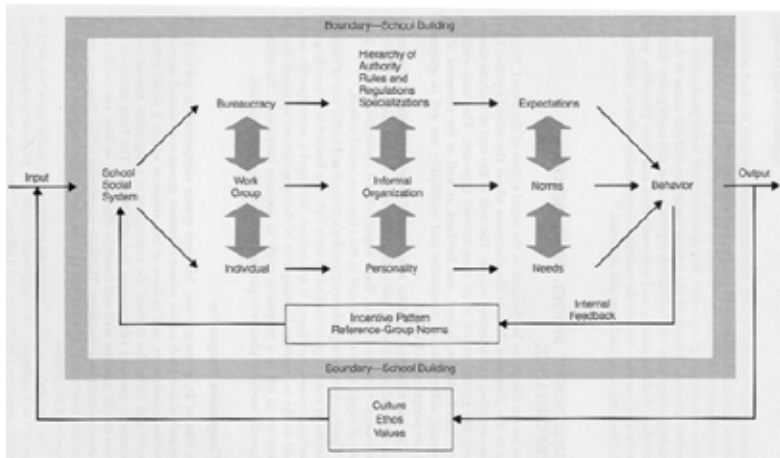 Boundary—School Building
Hierarchy of
Authority
Rules and
Regulations
Specializations
Bureaucracy
Expectations
Input
School
Social
System
Work
Group
Informal
Organization
Norms
Behavior
Output
Individual
Personality
Needs
Incentive Pattern
Reference-Group Norms
Internal
Feedback
Boundary—School Building
Culture
Ethos
Values